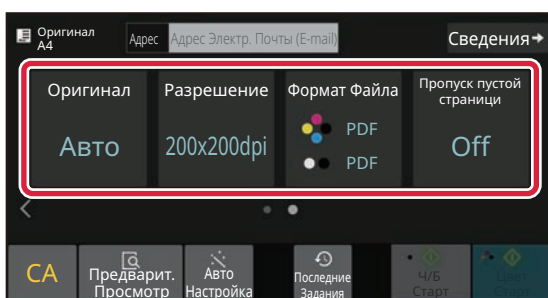 Оригинал
A4
Адрес
Адрес Электр. Почты (E-mail)
Сведения
Оригинал
Авто
Разрешение
200x200dpi
Формат Файла
PDF
PDF
Пропуск пустой
страници
Off
CA
Предварит.
Просмотр
Авто
Настройка
Последние
Задания
Ч/Б
Старт
Цвет
Старт